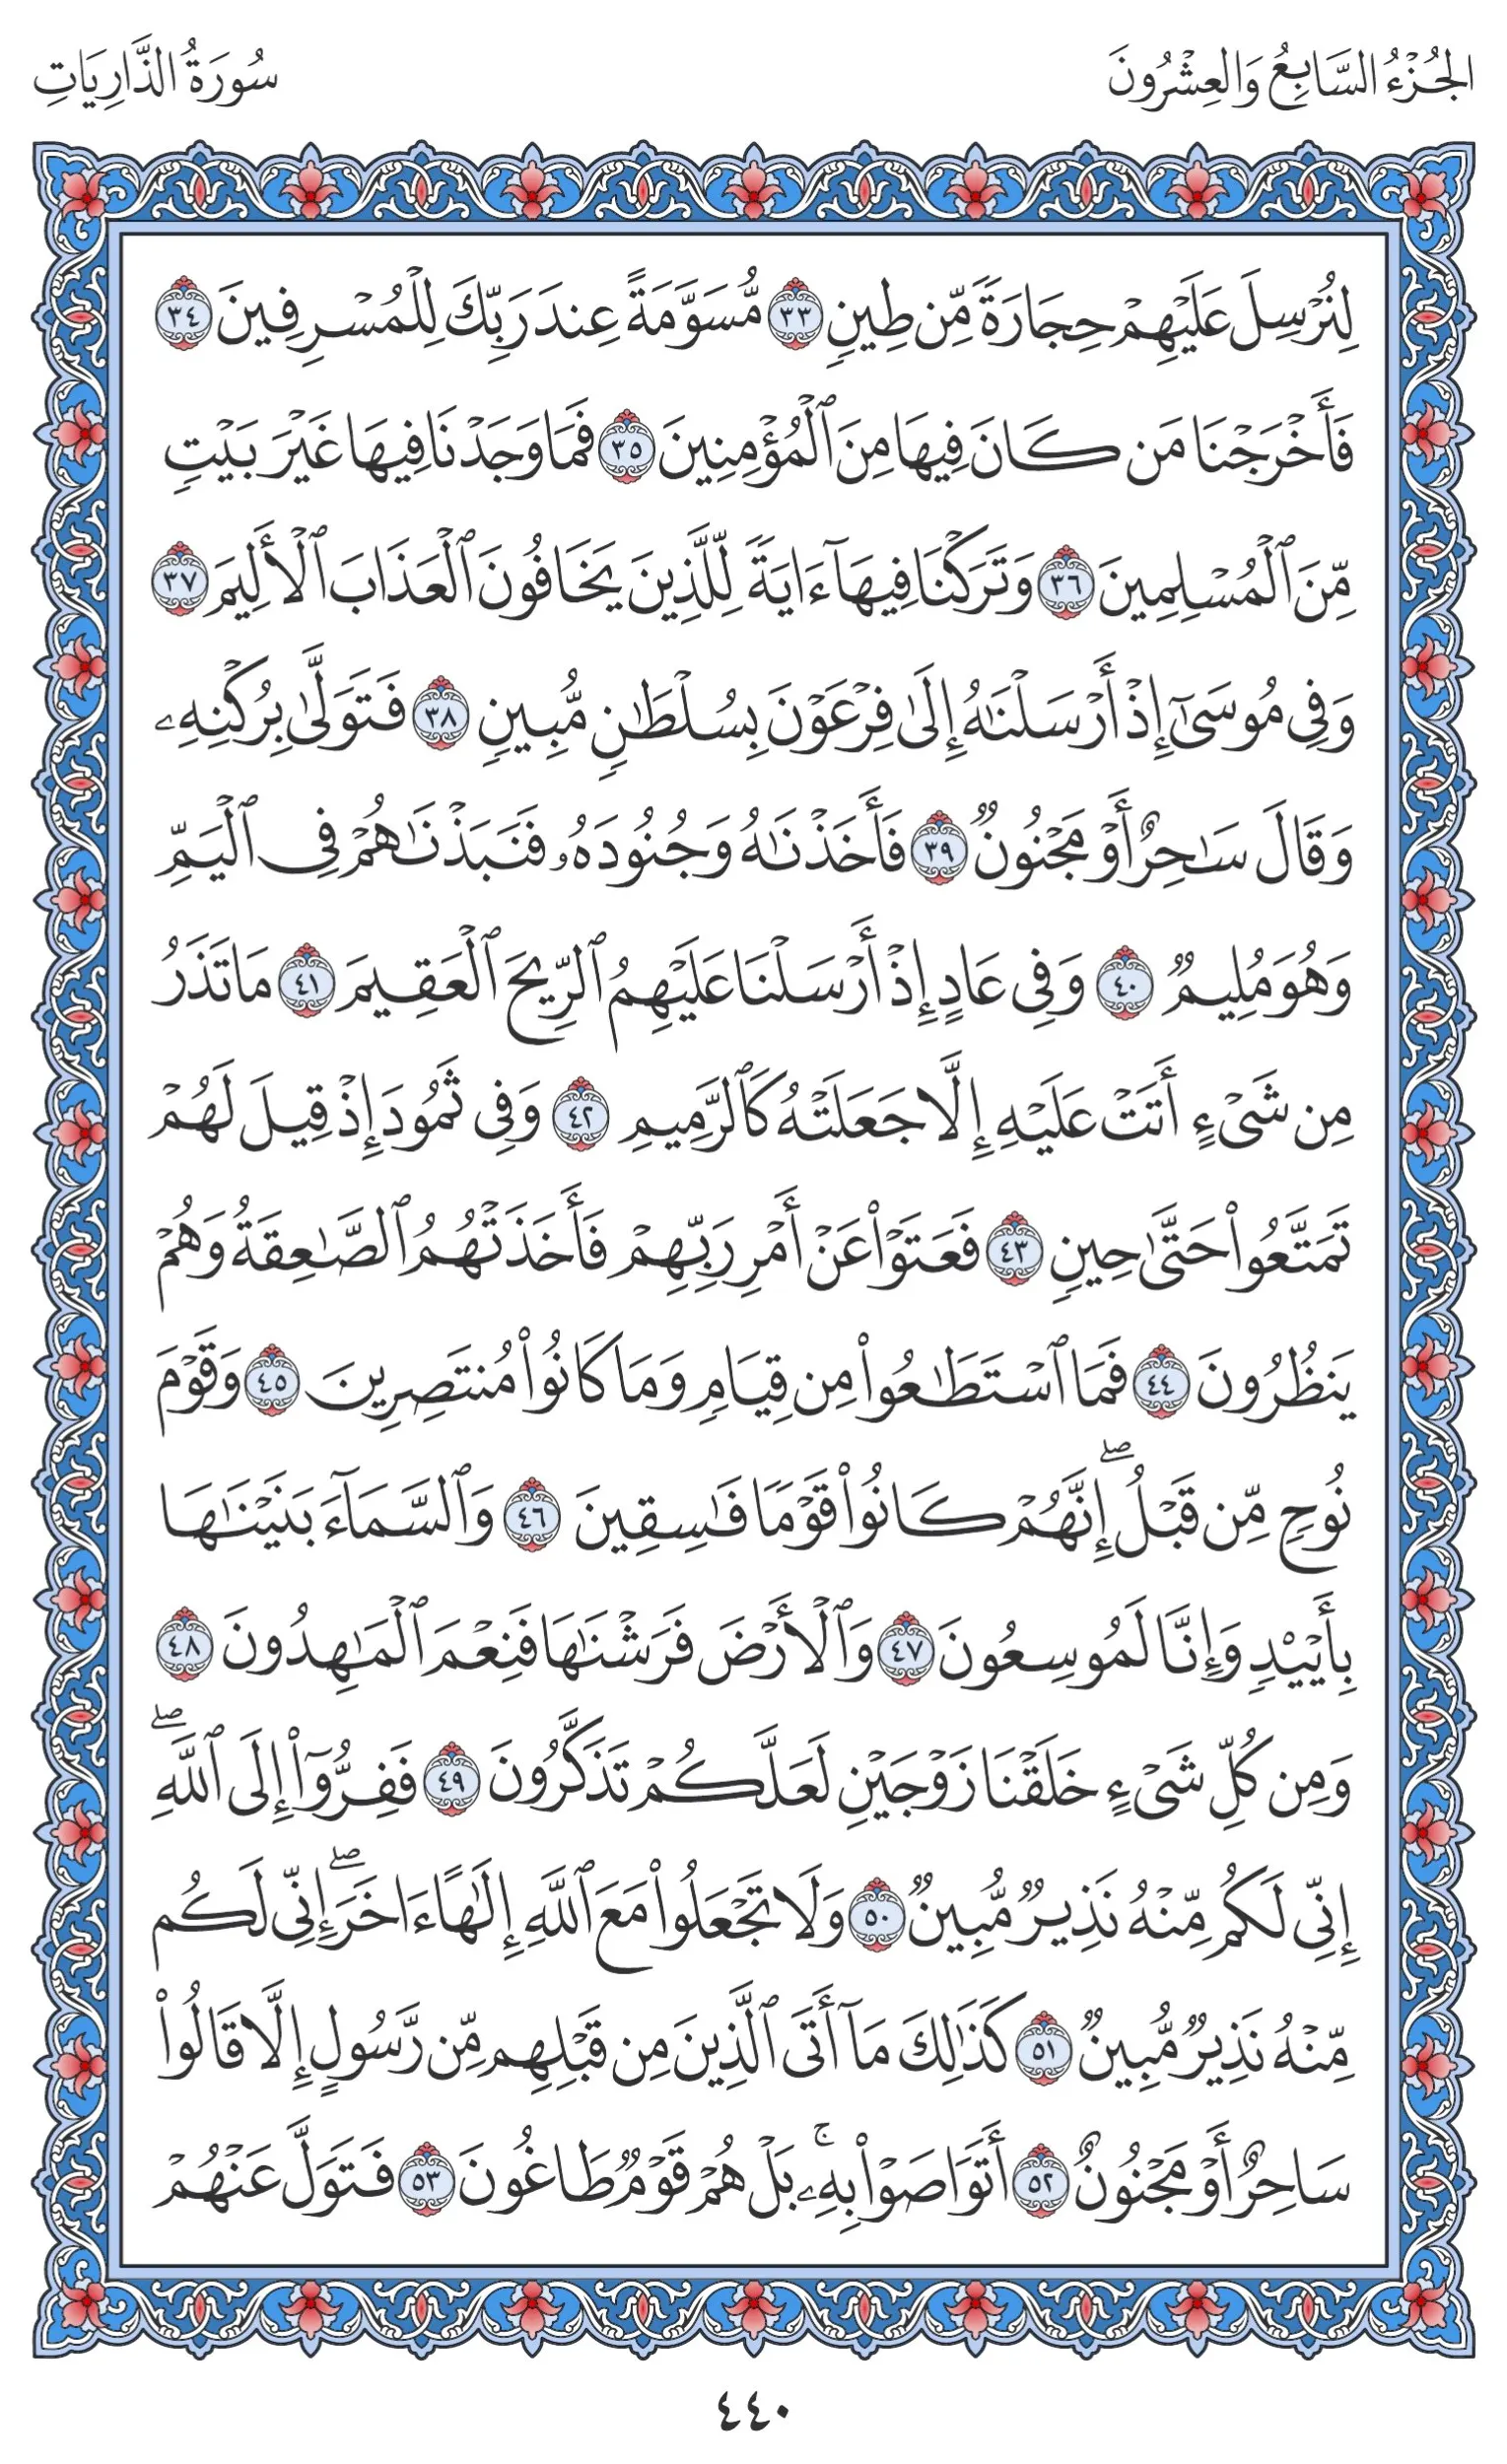 الجُزْءُ السَّابِعُ وَالعِشْرُونَ
سُورَةُ الذَّارِيَاتِ
لِنُرْسِلَ عَلَيْهِمْ حِجَارَةً مِّن طِينٍ ٣٣ مُّسَوَّمَةً عِندَ رَبِّكَ لِلْمُسْرِفِينَ ٣٤
فَأَخْرَجْنَا مَن كَانَ فِيهَا مِنَ ٱلْمُؤْمِنِينَ ٣٥ فَمَا وَجَدْنَا فِيهَا غَيْرَ بَيْتٍ
مِّنَ ٱلْمُسْلِمِينَ ٣٦ وَتَرَكْنَا فِيهَآ ءَايَةً لِّلَّذِينَ يَخَافُونَ ٱلْعَذَابَ ٱلْأَلِيمَ ٣٧
وَفِى مُوسَىٰٓ إِذْ أَرْسَلْنَٰهُ إِلَىٰ فِرْعَوْنَ بِسُلْطَٰنٍ مُّبِينٍ ٣٨ فَتَوَلَّىٰ بِرُكْنِهِۦ
وَقَالَ سَٰحِرٌ أَوْ مَجْنُونٌ ٣٩ فَأَخَذْنَٰهُ وَجُنُودَهُۥ فَنَبَذْنَٰهُمْ فِى ٱلْيَمِّ
وَهُوَ مُلِيمٌ ٤٠ وَفِى عَادٍ إِذْ أَرْسَلْنَا عَلَيْهِمُ ٱلرِّيحَ ٱلْعَقِيمَ ٤١ مَا تَذَرُ
مِن شَىْءٍ أَتَتْ عَلَيْهِ إِلَّا جَعَلَتْهُ كَٱلرَّمِيمِ ٤٢ وَفِى ثَمُودَ إِذْ قِيلَ لَهُمْ
تَمَتَّعُوا۟ حَتَّىٰ حِينٍ ٤٣ فَعَتَوْا۟ عَنْ أَمْرِ رَبِّهِمْ فَأَخَذَتْهُمُ ٱلصَّٰعِقَةُ وَهُمْ
يَنظُرُونَ ٤٤ فَمَا ٱسْتَطَٰعُوا۟ مِن قِيَامٍ وَمَا كَانُوا۟ مُنتَصِرِينَ ٤٥ وَقَوْمَ
نُوحٍ مِّن قَبْلُ ۖ إِنَّهُمْ كَانُوا۟ قَوْمًا فَٰسِقِينَ ٤٦ وَٱلسَّمَآءَ بَنَيْنَٰهَا
بِأَيْي۟دٍ وَإِنَّا لَمُوسِعُونَ ٤٧ وَٱلْأَرْضَ فَرَشْنَٰهَا فَنِعْمَ ٱلْمَٰهِدُونَ ٤٨
وَمِن كُلِّ شَىْءٍ خَلَقْنَا زَوْجَيْنِ لَعَلَّكُمْ تَذَكَّرُونَ ٤٩ فَفِرُّوٓا۟ إِلَى ٱللَّهِ ۖ
إِنِّى لَكُم مِّنْهُ نَذِيرٌ مُّبِينٌ ٥٠ وَلَا تَجْعَلُوا۟ مَعَ ٱللَّهِ إِلَٰهًا ءَاخَرَ ۖ إِنِّى لَكُم
مِّنْهُ نَذِيرٌ مُّبِينٌ ٥١ كَذَٰلِكَ مَآ أَتَى ٱلَّذِينَ مِن قَبْلِهِم مِّن رَّسُولٍ إِلَّا قَالُوا۟
سَاحِرٌ أَوْ مَجْنُونٌ ٥٢ أَتَوَاصَوْا۟ بِهِۦ ۚ بَلْ هُمْ قَوْمٌ طَاغُونَ ٥٣ فَتَوَلَّ عَنْهُمْ
٤٤٠